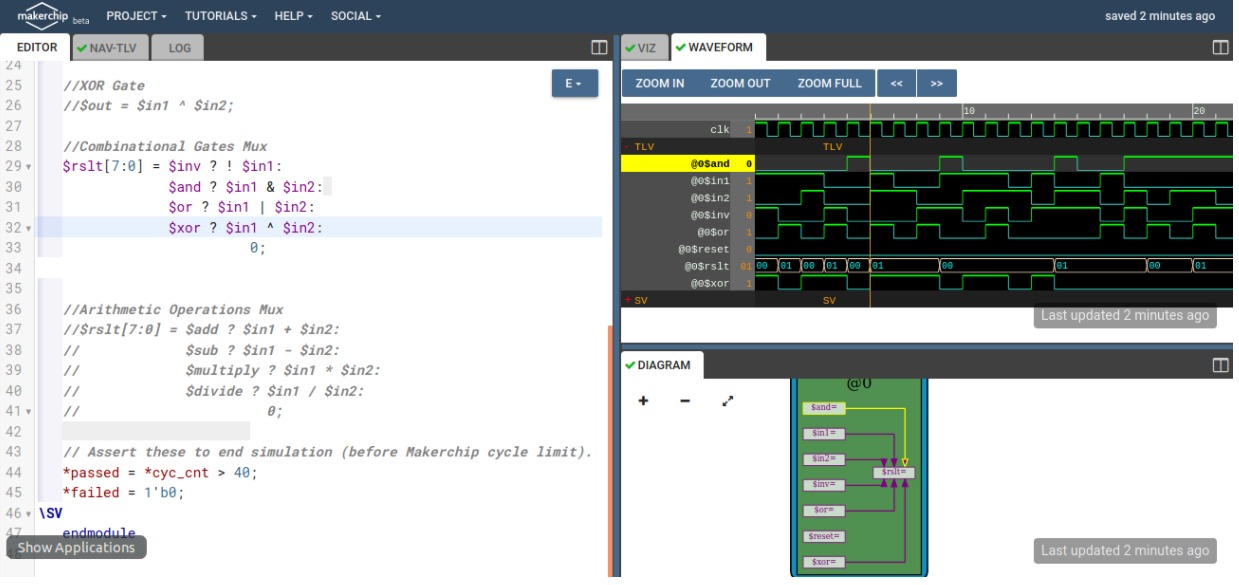 makerchip beta PROJECT TUTORIALS HELP SOCIAL saved 2 minutes ago
EDITOR NAV-TLV LOG
24
25 //XOR Gate
26 //$out = $in1 ^ $in2;
27
28 //Combinational Gates Mux
29 $rslt[7:0] = $inv ? ! $in1:
30 $and ? $in1 & $in2:
31 $or ? $in1 | $in2:
32 $xor ? $in1 ^ $in2:
33 0;
34
35
36 //Arithmetic Operations Mux
37 //$rslt[7:0] = $add ? $in1 + $in2:
38 // $sub ? $in1 - $in2:
39 // $multiply ? $in1 * $in2:
40 // $divide ? $in1 / $in2:
41 // 0;
42
43 // Assert these to end simulation (before Makerchip cycle limit).
44 *passed = *cyc_cnt > 40;
45 *failed = 1'b0;
46 \SV
47 endmodule
Show Applications
E
VIZ WAVEFORM
ZOOM IN ZOOM OUT ZOOM FULL << >>
10 20
clk 1
- TLV TLV
@0$and 0
@0$in1 1
@0$in2 1
@0$inv 0
@0$or 1
@0$reset 0
@0$rslt 01 00 01 00 01 00 01 00 01 00 01
@0$xor 1
+ SV SV
Last updated 2 minutes ago
DIAGRAM
+ −
@0
$and=
$in1=
$in2=
$rslt=
$inv=
$or=
$reset=
$xor=
Last updated 2 minutes ago